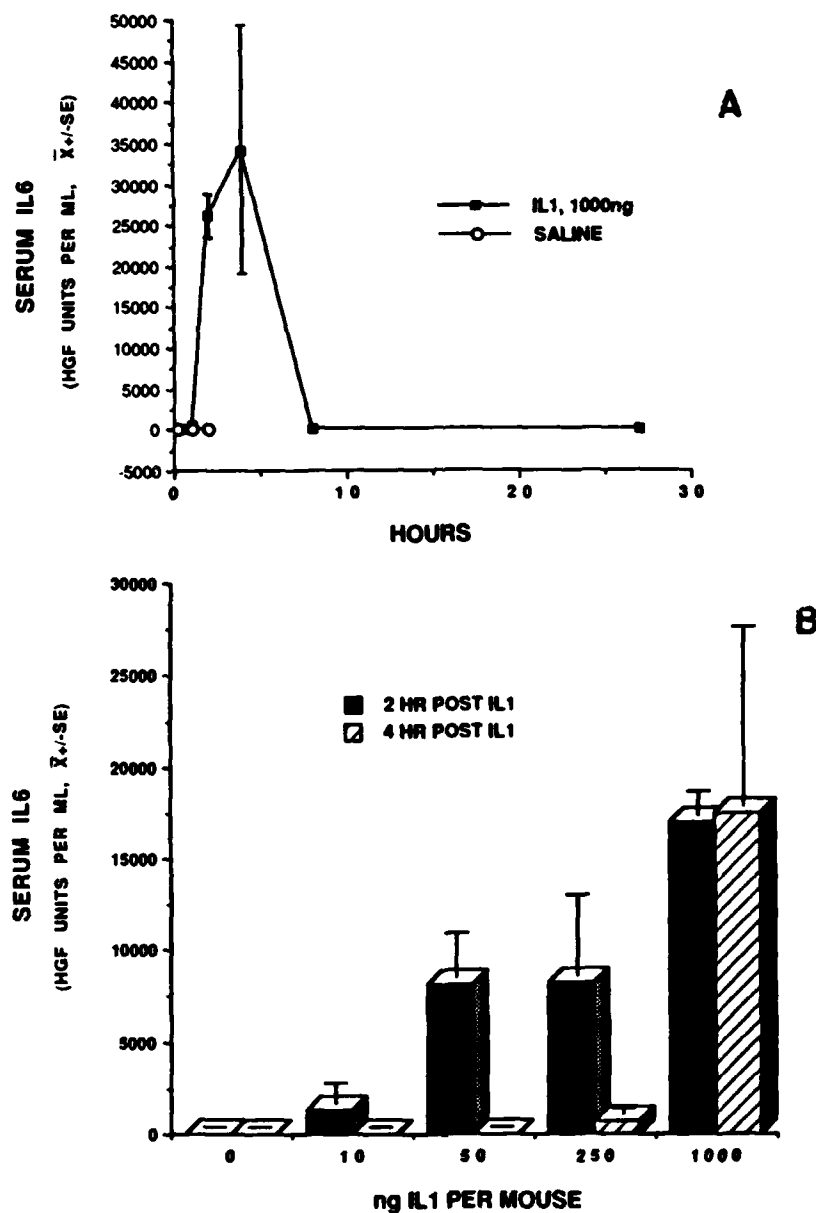 A
SERUM IL6
(HGF UNITS PER ML, X̄+/-SE)
50000
45000
40000
35000
30000
25000
20000
15000
10000
5000
0
-5000
IL1, 1000ng
SALINE
0 10 20 30
HOURS
B
SERUM IL6
(HGF UNITS PER ML, X̄+/-SE)
30000
25000
20000
15000
10000
5000
0
2 HR POST IL1
4 HR POST IL1
0 10 50 250 1000
ng IL1 PER MOUSE